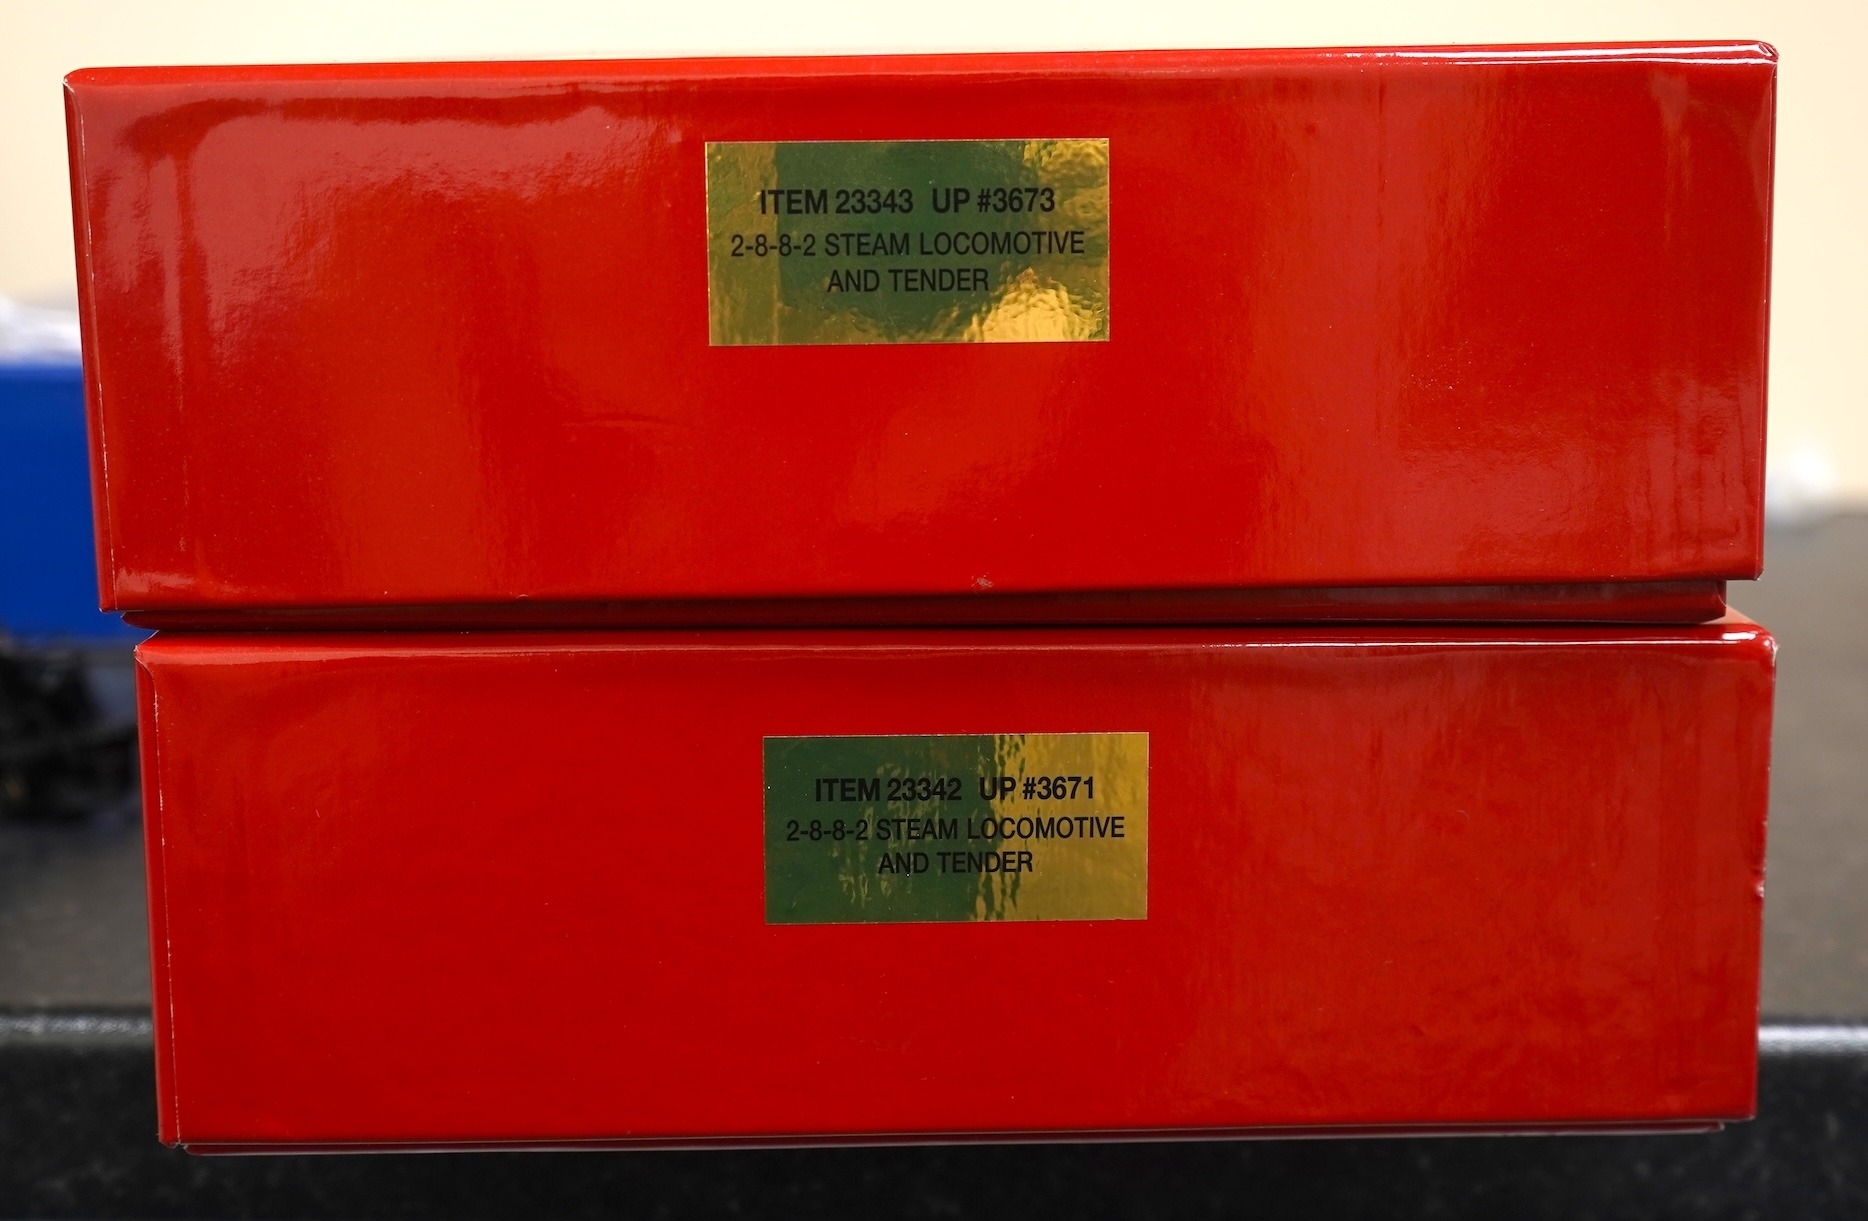 ITEM 23343 UP #3673
2-8-8-2 STEAM LOCOMOTIVE
AND TENDER
ITEM 23342 UP #3671
2-8-8-2 STEAM LOCOMOTIVE
AND TENDER